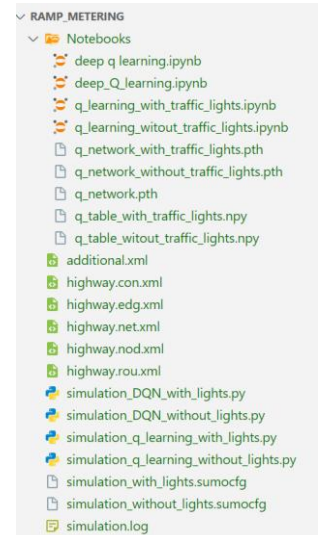 RAMP_METERING
Notebooks
deep q learning.ipynb
deep_Q_learning.ipynb
q_learning_with_traffic_lights.ipynb
q_learning_witout_traffic_lights.ipynb
q_network_with_traffic_lights.pth
q_network_without_traffic_lights.pth
q_network.pth
q_table_with_traffic_lights.npy
q_table_witout_traffic_lights.npy
additional.xml
highway.con.xml
highway.edg.xml
highway.net.xml
highway.nod.xml
highway.rou.xml
simulation_DQN_with_lights.py
simulation_DQN_without_lights.py
simulation_q_learning_with_lights.py
simulation_q_learning_without_lights.py
simulation_with_lights.sumocfg
simulation_without_lights.sumocfg
simulation.log